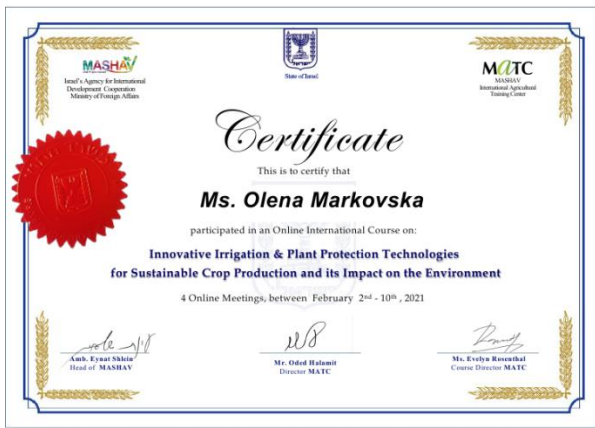 MASHAV
Israel's Agency for International
Development Cooperation
Ministry of Foreign Affairs
State of Israel
MATC
MASHAV
International Agricultural
Training Center
Certificate
This is to certify that
Ms. Olena Markovska
participated in an Online International Course on:
Innovative Irrigation & Plant Protection Technologies
for Sustainable Crop Production and its Impact on the Environment
4 Online Meetings, between February 2nd - 10th , 2021
Amb. Eynat Shlein
Head of MASHAV
Mr. Oded Halamit
Director MATC
Ms. Evelyn Rosenthal
Course Director MATC